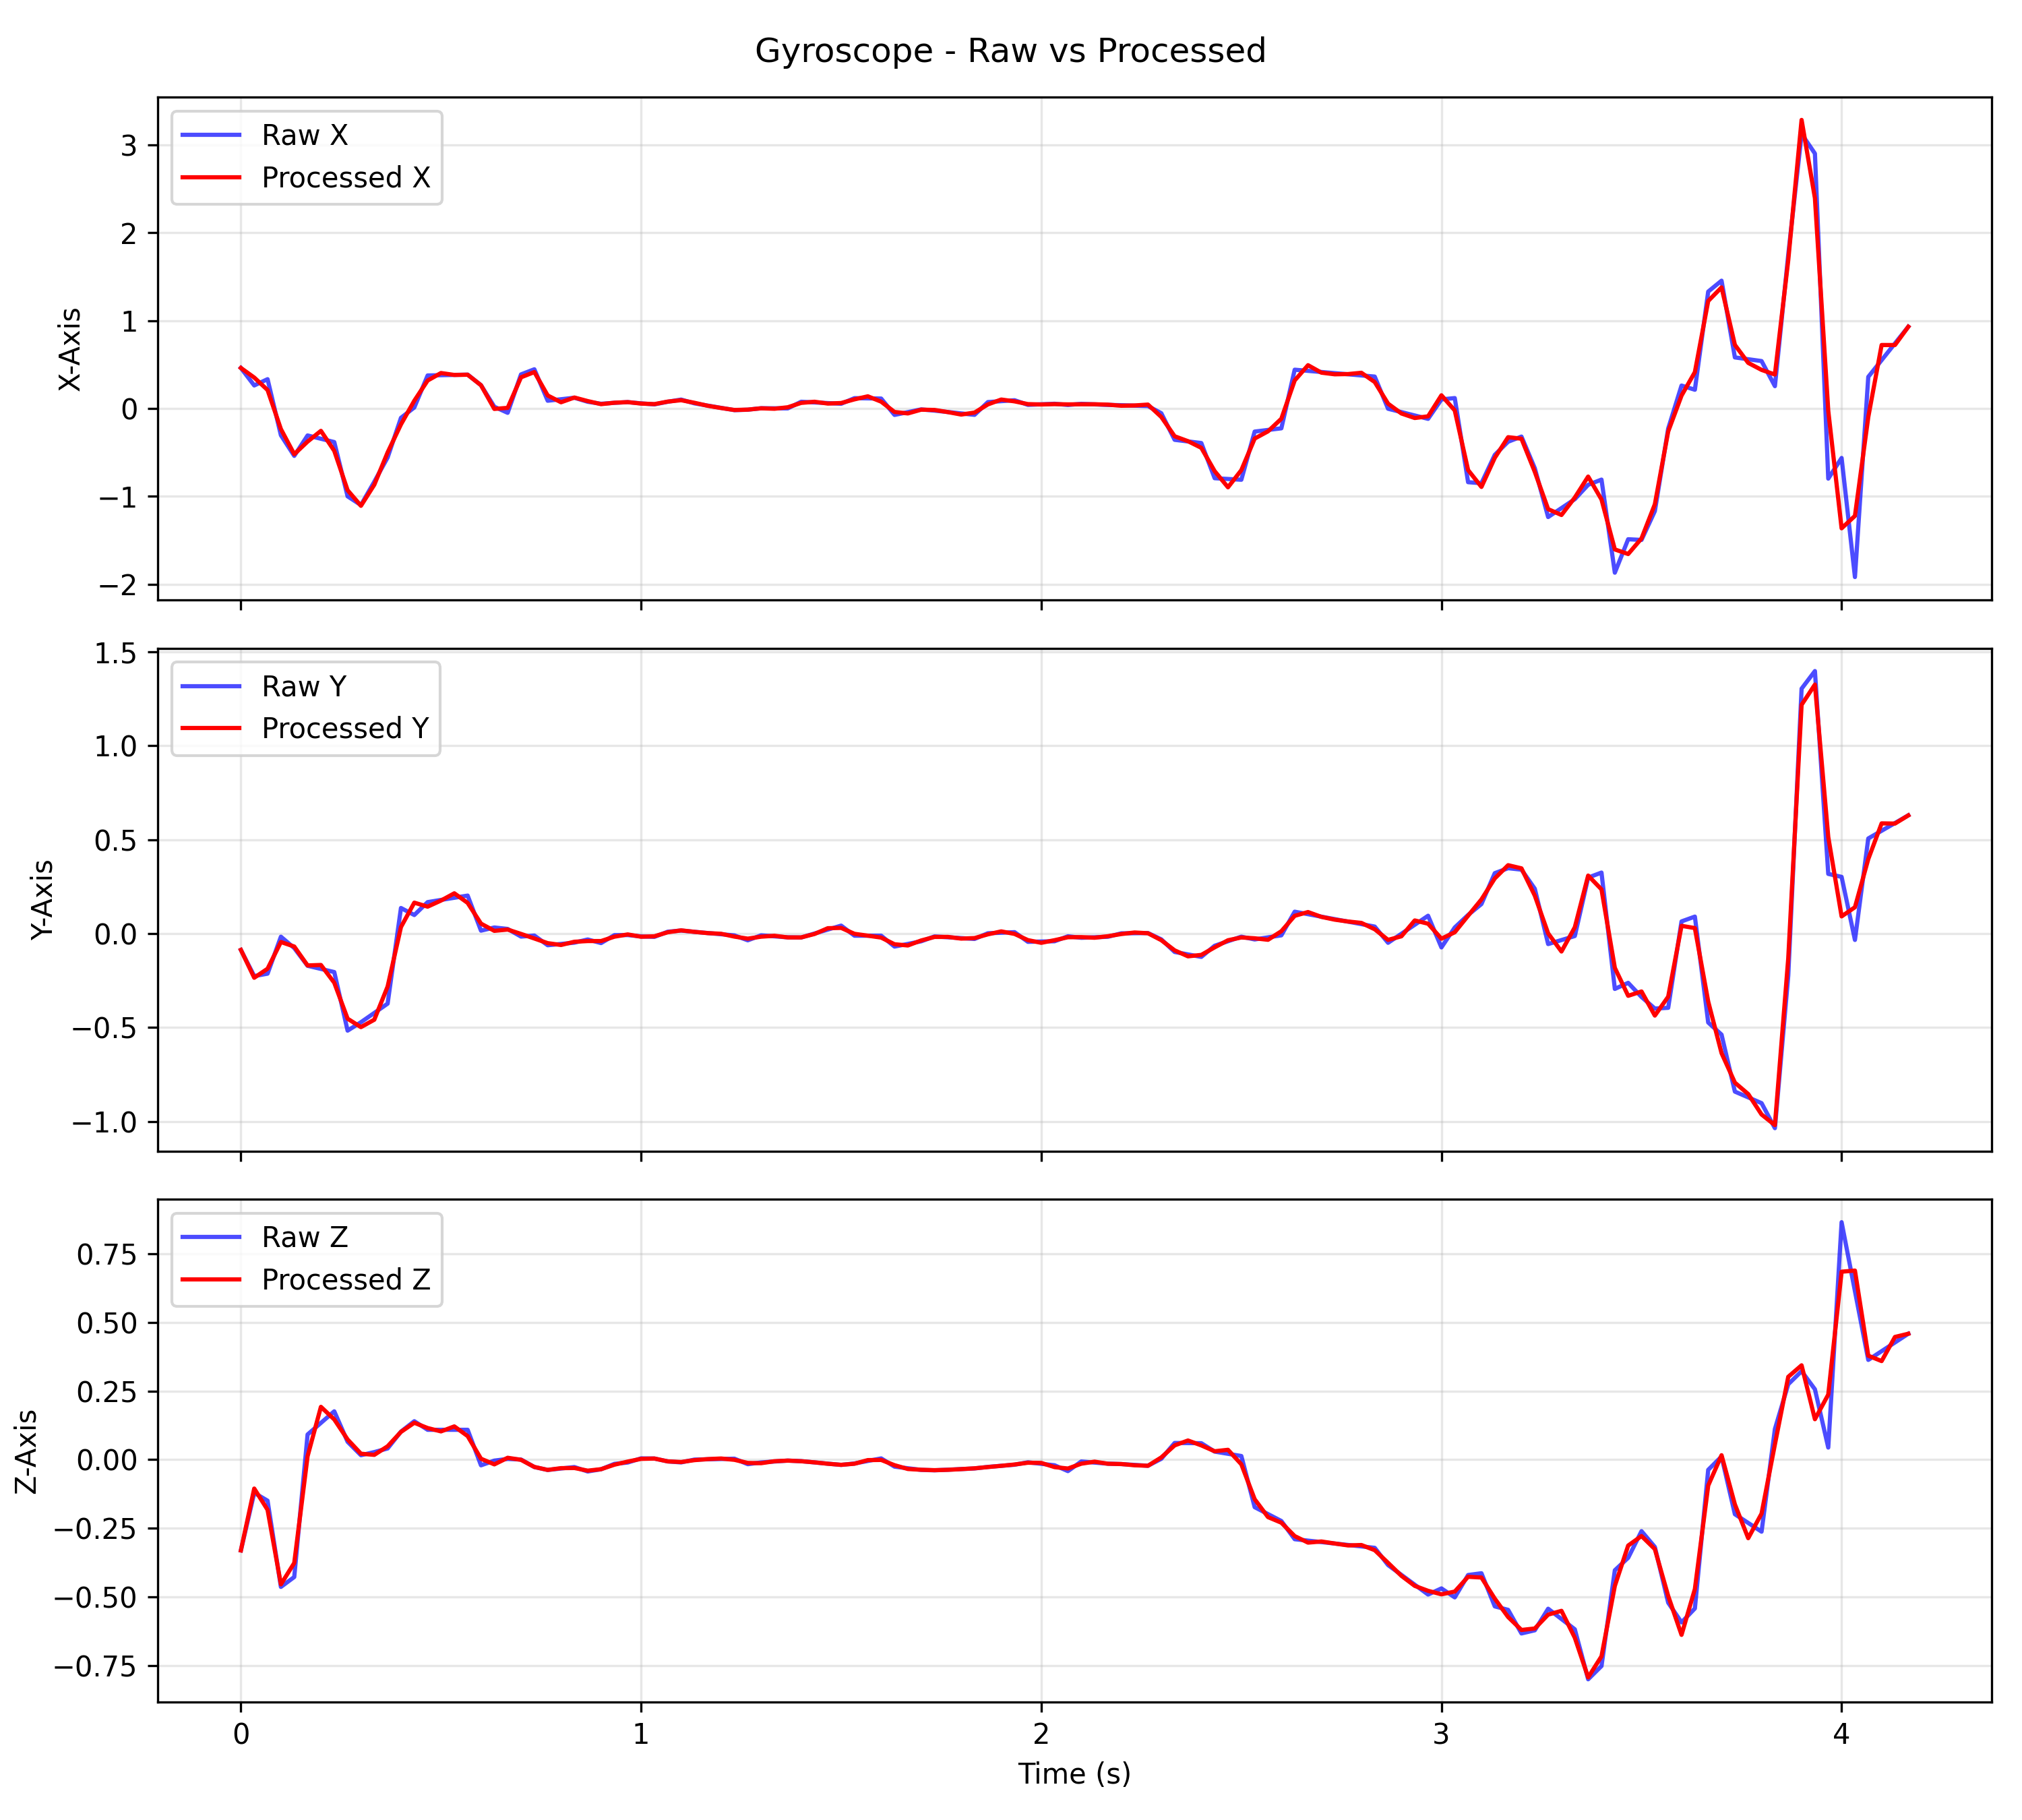 Gyroscope - Raw vs Processed
Raw X
Processed X
X-Axis
3
2
1
0
−1
−2
Raw Y
Processed Y
Y-Axis
1.5
1.0
0.5
0.0
−0.5
−1.0
Raw Z
Processed Z
Z-Axis
0.75
0.50
0.25
0.00
−0.25
−0.50
−0.75
0 1 2 3 4
Time (s)